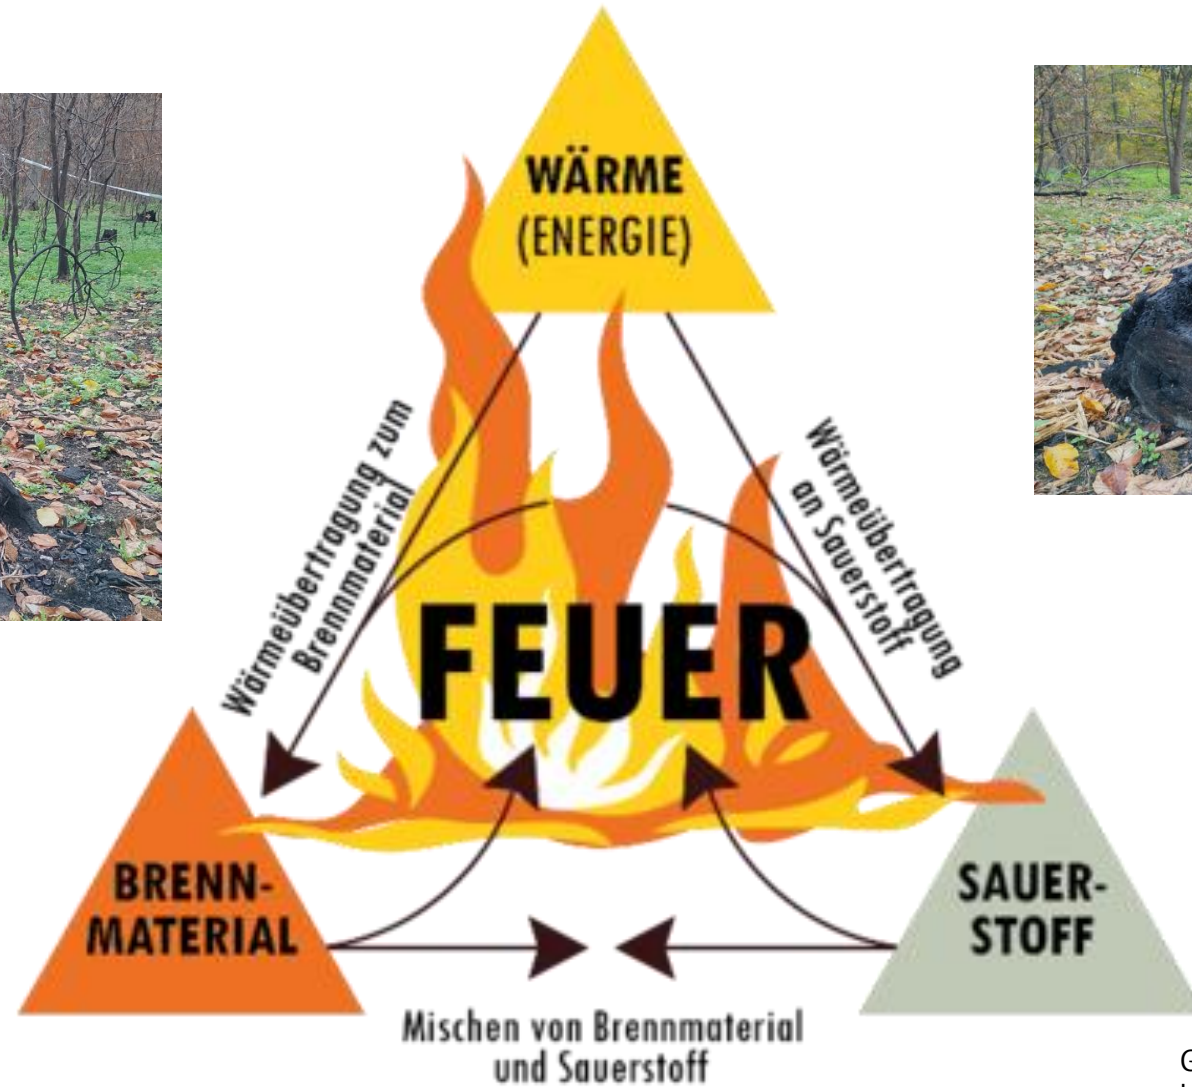 WÄRME
(ENERGIE)
Wärmeübertragung zum
Brennmaterial
Wärmeübertragung
an Sauerstoff
FEUER
BRENN-
MATERIAL
SAUER-
STOFF
Mischen von Brennmaterial
und Sauerstoff